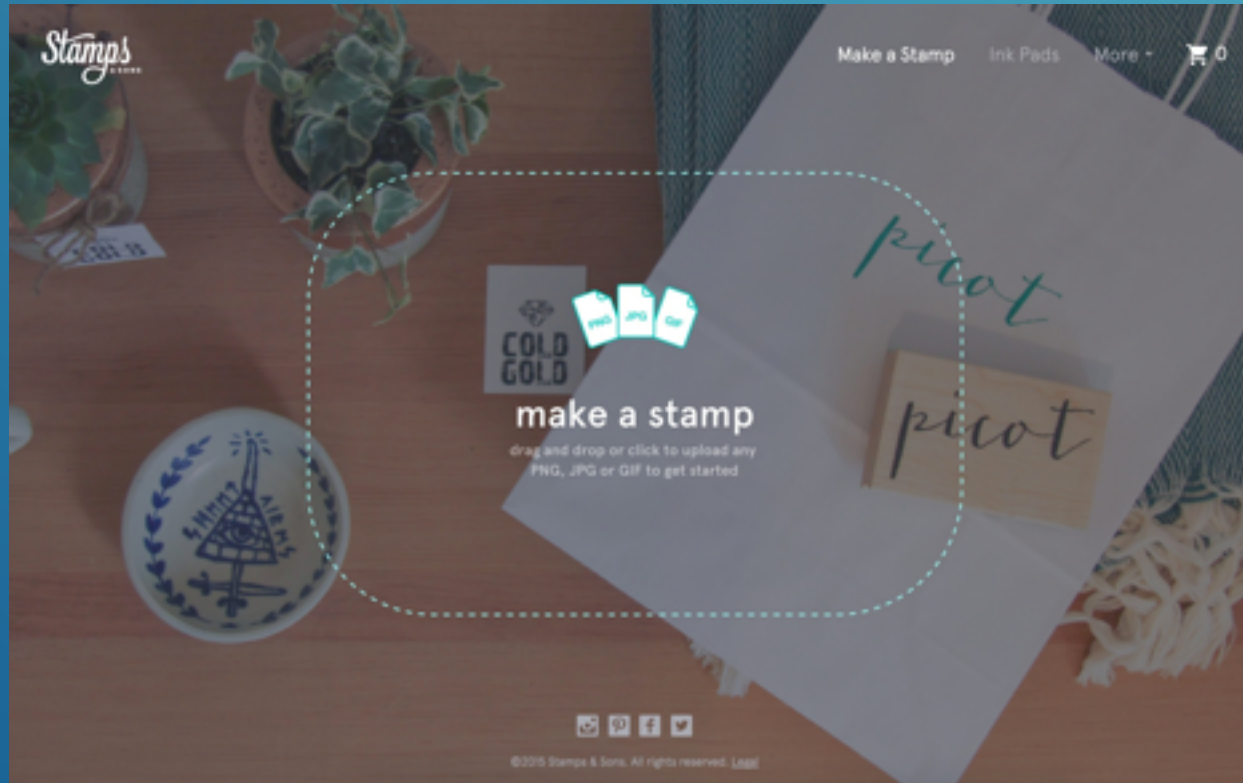 Stamps
& SONS
Make a Stamp
Ink Pads
More
0
picot
PNG
JPG
GIF
COLD
GOLD
make a stamp
picot
drag and drop or click to upload any
PNG, JPG or GIF to get started
©2015 Stamps & Sons. All rights reserved. Legal